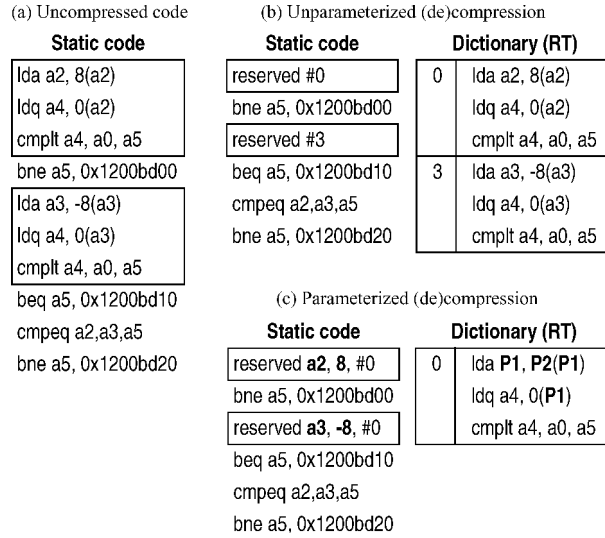 (a) Uncompressed code
Static code
lda a2, 8(a2)
ldq a4, 0(a2)
cmplt a4, a0, a5
bne a5, 0x1200bd00
lda a3, -8(a3)
ldq a4, 0(a3)
cmplt a4, a0, a5
beq a5, 0x1200bd10
cmpeq a2,a3,a5
bne a5, 0x1200bd20
(b) Unparameterized (de)compression
Static code
reserved #0
bne a5, 0x1200bd00
reserved #3
beq a5, 0x1200bd10
cmpeq a2,a3,a5
bne a5, 0x1200bd20
Dictionary (RT)
0 lda a2, 8(a2)
ldq a4, 0(a2)
cmplt a4, a0, a5
3 lda a3, -8(a3)
ldq a4, 0(a3)
cmplt a4, a0, a5
(c) Parameterized (de)compression
Static code
reserved a2, 8, #0
bne a5, 0x1200bd00
reserved a3, -8, #0
beq a5, 0x1200bd10
cmpeq a2,a3,a5
bne a5, 0x1200bd20
Dictionary (RT)
0 lda P1, P2(P1)
ldq a4, 0(P1)
cmplt a4, a0, a5